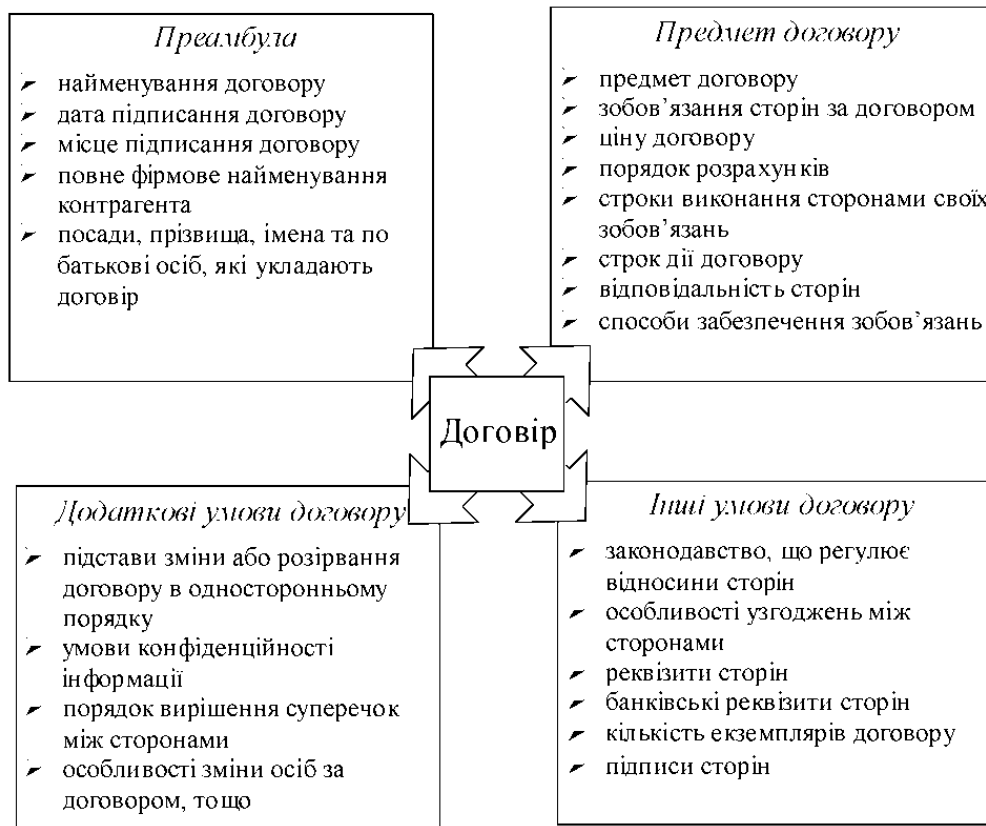 Преамбула
найменування договору
дата підписання договору
місце підписання договору
повне фірмове найменування
контрагента
посади, прізвища, імена та по
батькові осіб, які укладають
договір
Предмет договору
предмет договору
зобов’язання сторін за договором
ціну договору
порядок розрахунків
строки виконання сторонами своїх
зобов’язань
строк дії договору
відповідальність сторін
способи забезпечення зобов’язань
Договір
Додаткові умови договору
підстави зміни або розірвання
договору в односторонньому
порядку
умови конфіденційності
інформації
порядок вирішення суперечок
між сторонами
особливості зміни осіб за
договором, тощо
Інші умови договору
законодавство, що регулює
відносини сторін
особливості узгоджень між
сторонами
реквізити сторін
банківські реквізити сторін
кількість екземплярів договору
підписи сторін